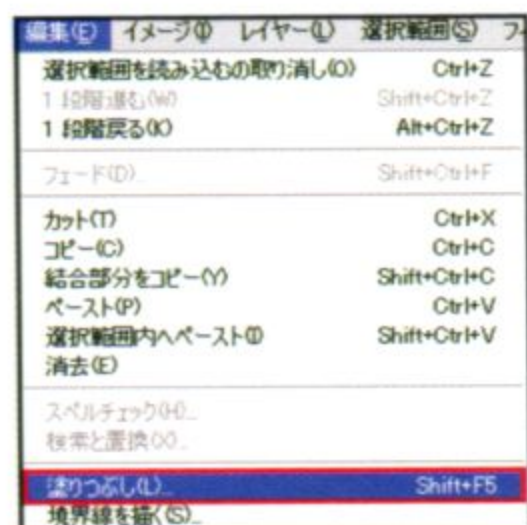 編集(E) イメージ(I) レイヤー(L) 選択範囲(S) フ
選択範囲を読み込むの取り消し(O) Ctrl+Z
1 段階進む(W) Shift+Ctrl+Z
1 段階戻る(K) Alt+Ctrl+Z
フェード(D)... Shift+Ctrl+F
カット(T) Ctrl+X
コピー(C) Ctrl+C
結合部分をコピー(Y) Shift+Ctrl+C
ペースト(P) Ctrl+V
選択範囲内へペースト(I) Shift+Ctrl+V
消去(E)
スペルチェック(H)...
検索と置換(X)...
塗りつぶし(L)... Shift+F5
境界線を描く(S)...